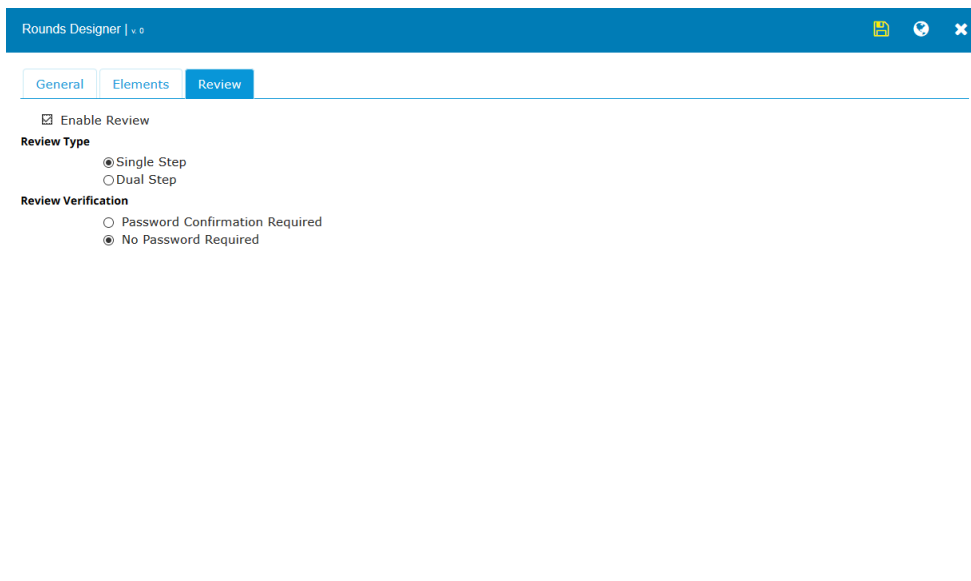 Rounds Designer | v. 0
General Elements Review
Enable Review
Review Type
Single Step
Dual Step
Review Verification
Password Confirmation Required
No Password Required